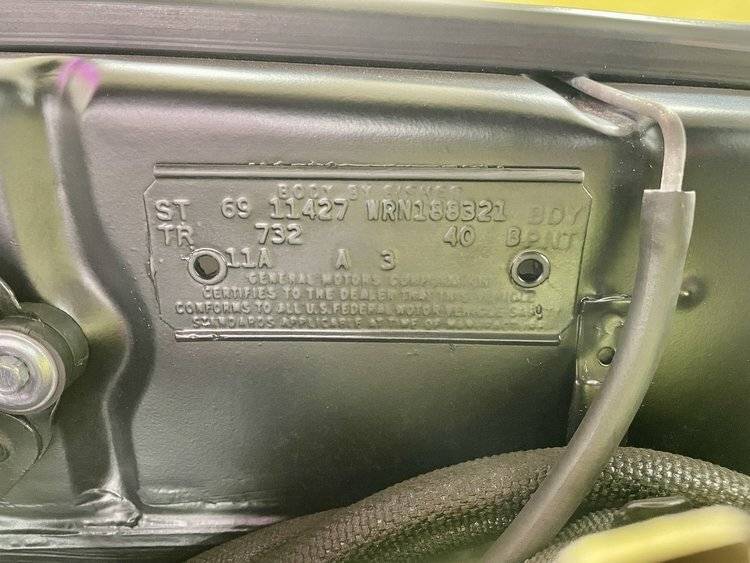 BODY BY FISHER
ST 69 11427 WRN188321 BDY
TR 732 40 B PNT
11A A 3
GENERAL MOTORS CORPORATION
CERTIFIES TO THE DEALER THAT THIS VEHICLE
CONFORMS TO ALL U.S. FEDERAL MOTOR VEHICLE SAFETY
STANDARDS APPLICABLE AT TIME OF MANUFACTURE